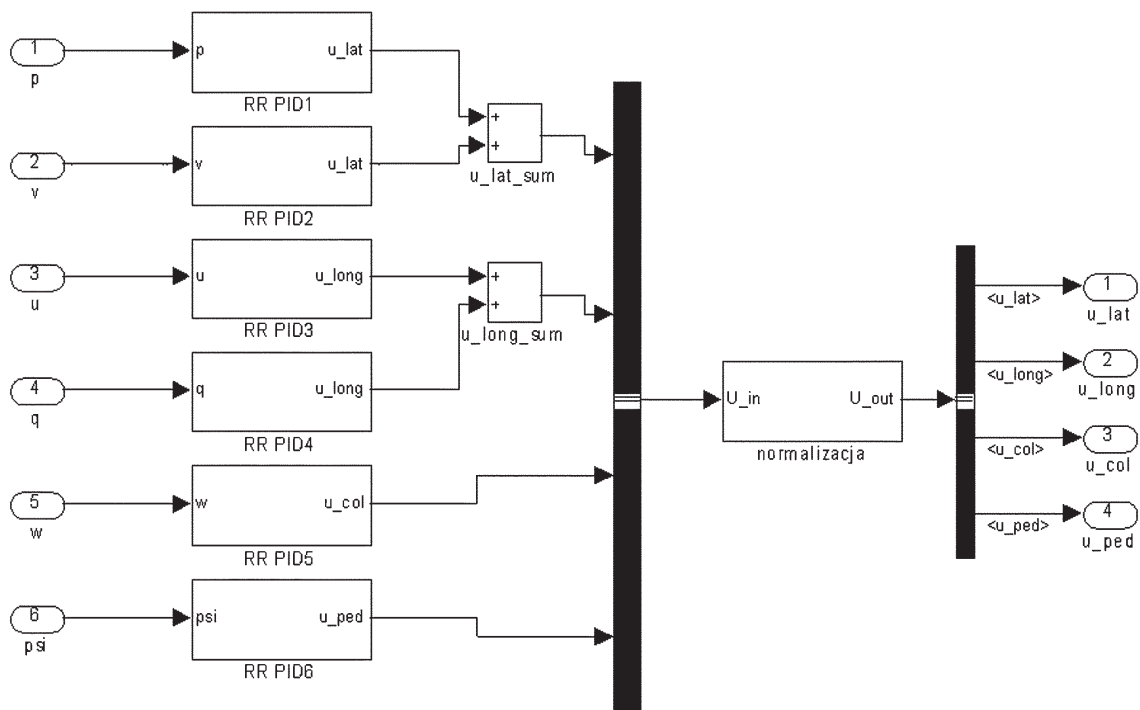 1
p
p
u_lat
RR PID1
2
v
v
u_lat
RR PID2
+
+
u_lat_sum
3
u
u
u_long
RR PID3
+
+
u_long_sum
4
q
q
u_long
RR PID4
5
w
w
u_col
RR PID5
6
psi
psi
u_ped
RR PID6
U_in
U_out
normalizacja
<u_lat>
1
u_lat
<u_long>
2
u_long
<u_col>
3
u_col
<u_ped>
4
u_ped